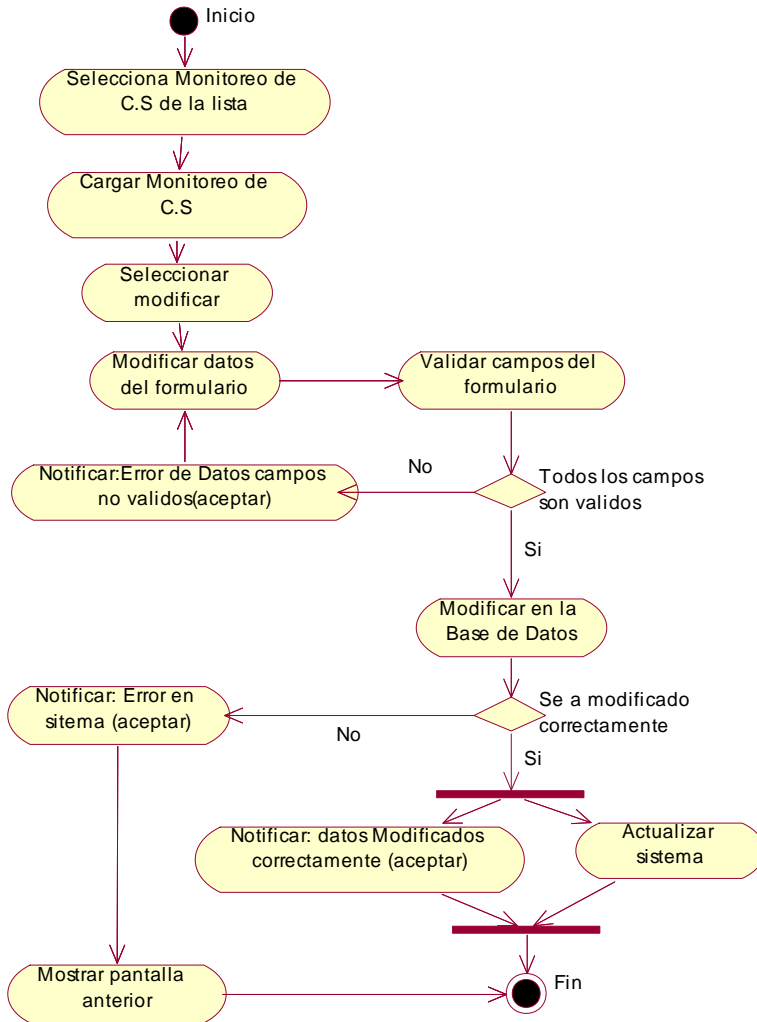 Inicio
Selecciona Monitoreo de
C.S de la lista
Cargar Monitoreo de
C.S
Seleccionar
modificar
Modificar datos
del formulario
Validar campos del
formulario
Notificar:Error de Datos campos
no validos(aceptar)
No
Todos los campos
son validos
Si
Modificar en la
Base de Datos
Notificar: Error en
sitema (aceptar)
No
Se a modificado
correctamente
Si
Notificar: datos Modificados
correctamente (aceptar)
Actualizar
sistema
Mostrar pantalla
anterior
Fin